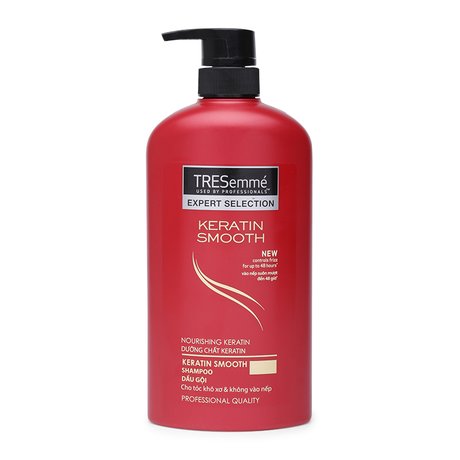 TRESemmé
USED BY PROFESSIONALS
EXPERT SELECTION
KERATIN
SMOOTH
NEW
controls frizz
for up to 48 hours*
vào nếp suôn mượt
đến 48 giờ*
NOURISHING KERATIN
DƯỠNG CHẤT KERATIN
KERATIN SMOOTH
SHAMPOO
DẦU GỘI
Cho tóc khô xơ & không vào nếp
PROFESSIONAL QUALITY